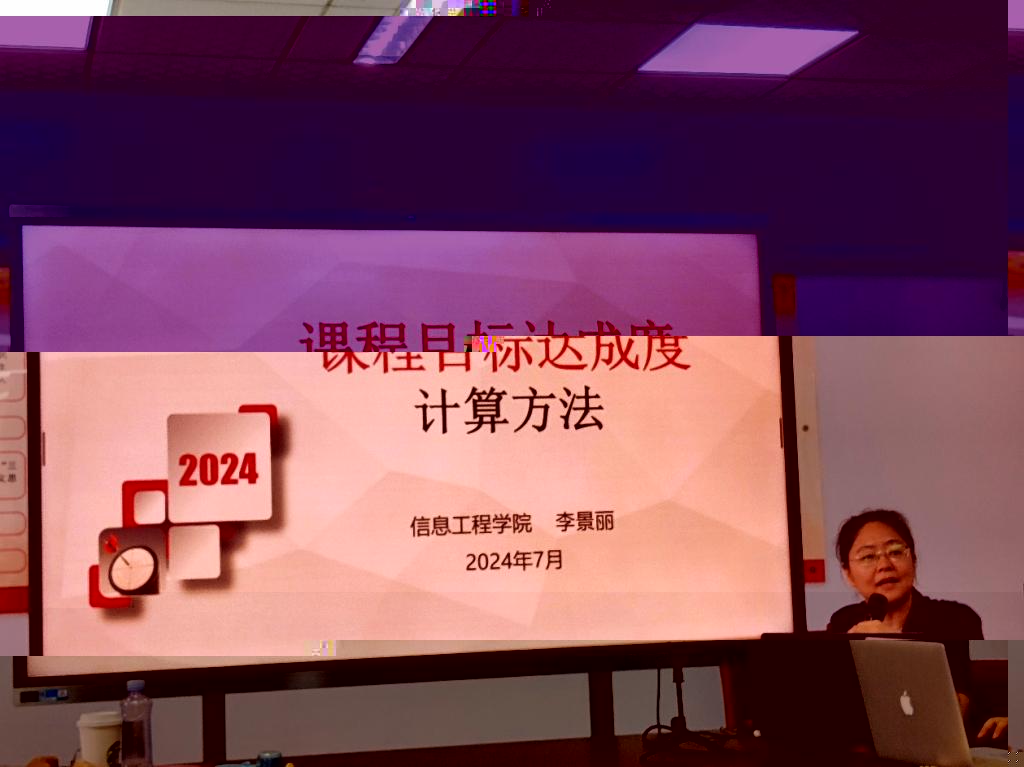 课程目标达成度
计算方法
2024
信息工程学院 李景丽
2024年7月
"三